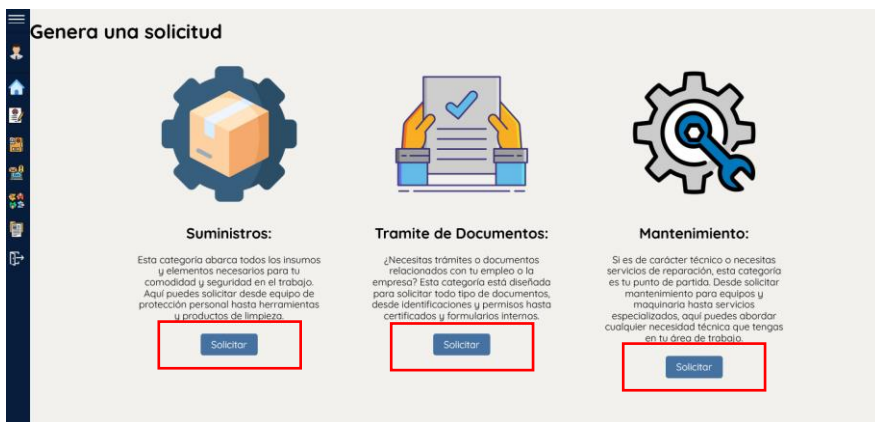 Genera una solicitud
Suministros:
Esta categoría abarca todos los insumos
y elementos necesarios para tu
comodidad y seguridad en el trabajo.
Aquí puedes solicitar desde equipo de
protección personal hasta herramientas
y productos de limpieza.
Solicitar
Tramite de Documentos:
¿Necesitas trámites o documentos
relacionados con tu empleo o la
empresa? Esta categoría está diseñada
para solicitar todo tipo de documentos,
desde identificaciones y permisos hasta
certificados y formularios internos.
Solicitar
Mantenimiento:
Si es de carácter técnico o necesitas
servicios de reparación, esta categoría
es tu punto de partida. Desde solicitar
mantenimiento para equipos y
maquinaria hasta servicios
especializados, aquí puedes abordar
cualquier necesidad técnica que tengas
en tu área de trabajo.
Solicitar